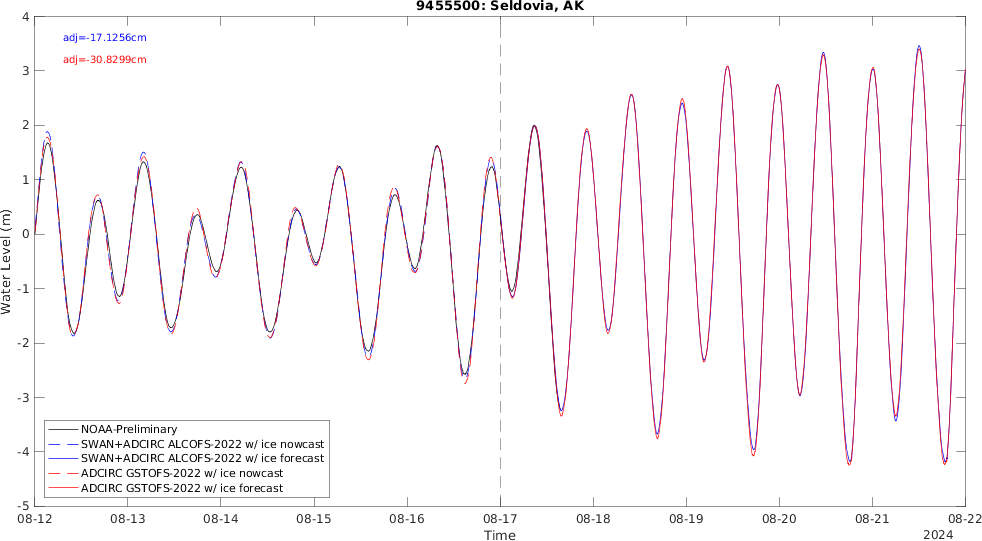 9455500: Seldovia, AK
adj=-17.1256cm
adj=-30.8299cm
Water Level (m)
4
3
2
1
0
-1
-2
-3
-4
-5
NOAA-Preliminary
SWAN+ADCIRC ALCOFS-2022 w/ ice nowcast
SWAN+ADCIRC ALCOFS-2022 w/ ice forecast
ADCIRC GSTOFS-2022 w/ ice nowcast
ADCIRC GSTOFS-2022 w/ ice forecast
08-12 08-13 08-14 08-15 08-16 08-17 08-18 08-19 08-20 08-21 08-22
Time
2024